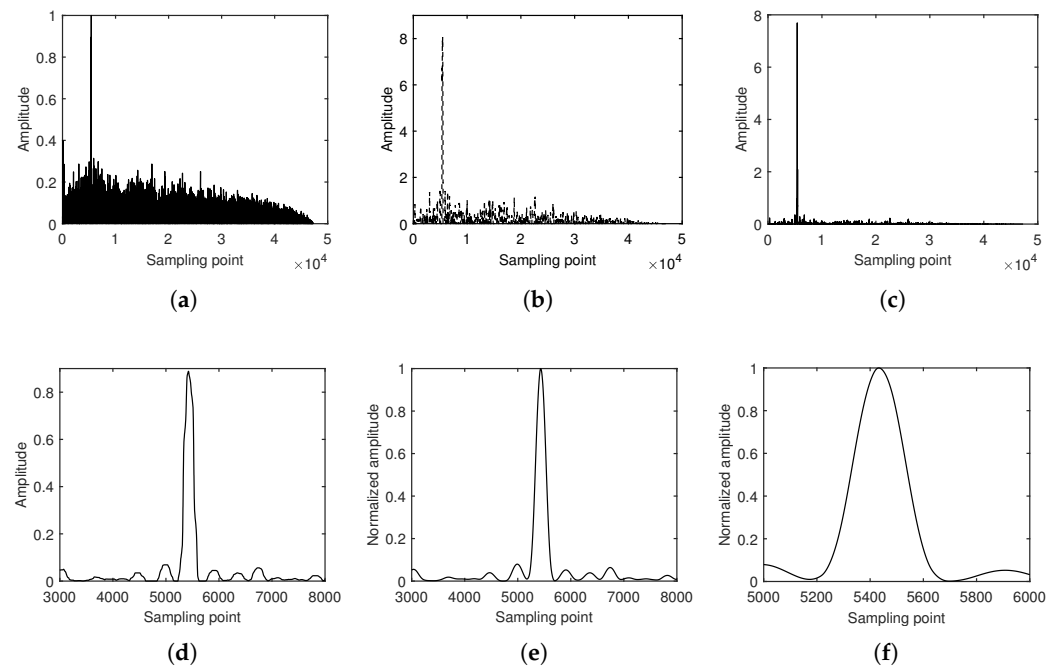 1
0.8
0.6
0.4
0.2
0
0 1 2 3 4 5
Amplitude
Sampling point
×10^4
(a)
8
6
4
2
0
0 1 2 3 4 5
Amplitude
Sampling point
×10^4
(b)
8
6
4
2
0
0 1 2 3 4 5
Amplitude
Sampling point
×10^4
(c)
0.8
0.6
0.4
0.2
0
3000 4000 5000 6000 7000 8000
Amplitude
Sampling point
(d)
1
0.8
0.6
0.4
0.2
0
3000 4000 5000 6000 7000 8000
Normalized amplitude
Sampling point
(e)
1
0.8
0.6
0.4
0.2
0
5000 5200 5400 5600 5800 6000
Normalized amplitude
Sampling point
(f)